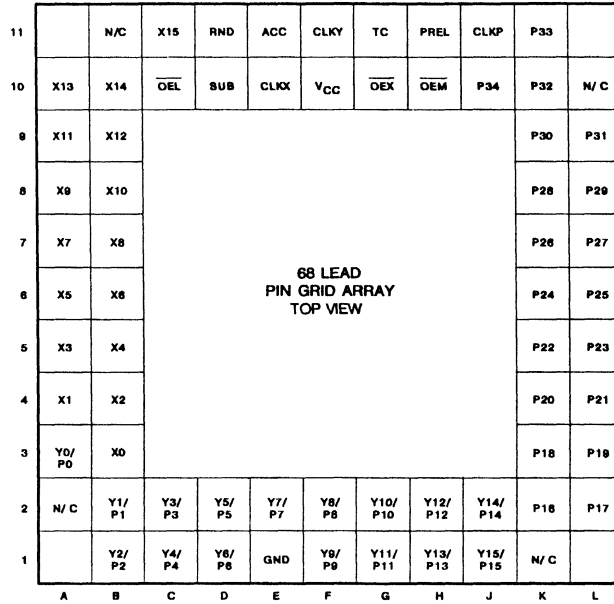 11 N/C X15 RND ACC CLKY TC PREL CLKP P33
10 X13 X14 OEL SUB CLKX VCC OEX OEM P34 P32 N/C
9 X11 X12 P30 P31
8 X9 X10 P28 P29
7 X7 X8 P26 P27
68 LEAD
PIN GRID ARRAY
TOP VIEW
6 X5 X6 P24 P25
5 X3 X4 P22 P23
4 X1 X2 P20 P21
3 Y0/P0 X0 P18 P19
2 N/C Y1/P1 Y3/P3 Y5/P5 Y7/P7 Y8/P8 Y10/P10 Y12/P12 Y14/P14 P16 P17
1 Y2/P2 Y4/P4 Y6/P6 GND Y9/P9 Y11/P11 Y13/P13 Y15/P15 N/C
A B C D E F G H J K L